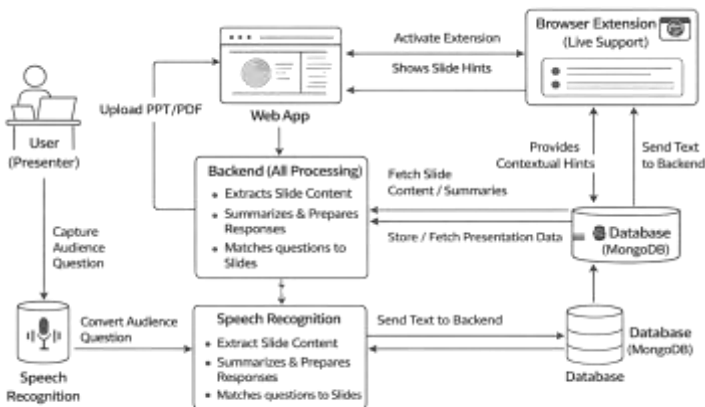 Browser Extension
(Live Support)
Activate Extension
Shows Slide Hints
Upload PPT/PDF
Web App
User
(Presenter)
Provides
Contextual Hints
Send Text
to Backend
Backend (All Processing)
• Extracts Slide Content
• Summarizes & Prepares
Responses
• Matches questions to
Slides
Fetch Slide
Content / Summaries
Store / Fetch Presentation Data
Database
(MongoDB)
Capture
Audience
Question
Convert Audience
Question
Speech
Recognition
Speech Recognition
• Extract Slide Content
• Summarizes & Prepares
Responses
• Matches questions to Slides
Send Text to Backend
Database
(MongoDB)
Database